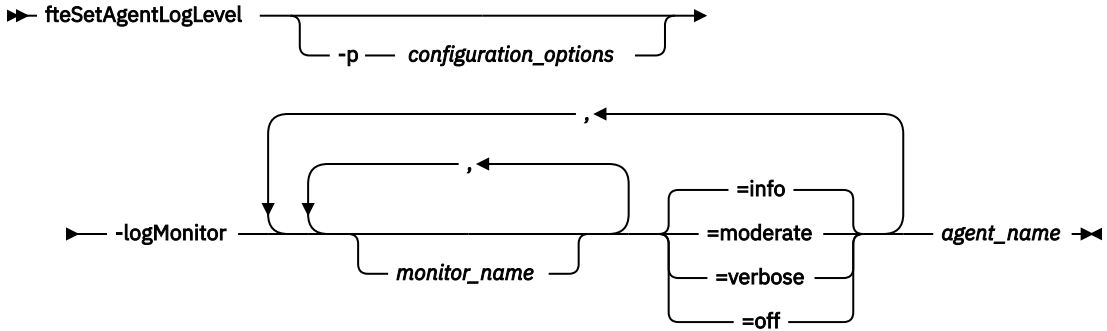 fteSetAgentLogLevel
-p configuration_options
,
,
=info
-logMonitor =moderate agent_name
monitor_name =verbose
=off